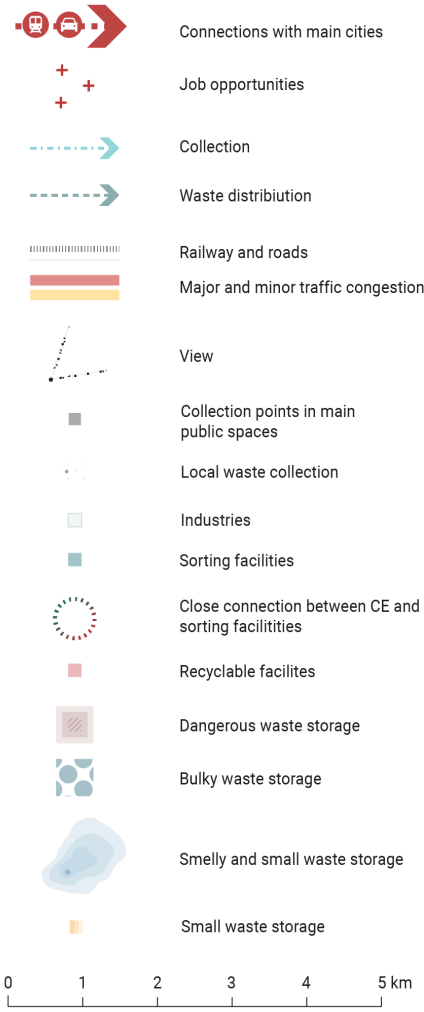 Connections with main cities
Job opportunities
Collection
Waste distribiution
Railway and roads
Major and minor traffic congestion
View
Collection points in main
public spaces
Local waste collection
Industries
Sorting facilities
Close connection between CE and
sorting facilitities
Recyclable facilites
Dangerous waste storage
Bulky waste storage
Smelly and small waste storage
Small waste storage
0 1 2 3 4 5 km